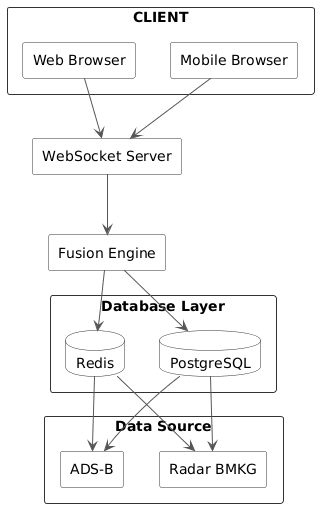 CLIENT
Web Browser
Mobile Browser
WebSocket Server
Fusion Engine
Database Layer
Redis
PostgreSQL
Data Source
ADS-B
Radar BMKG